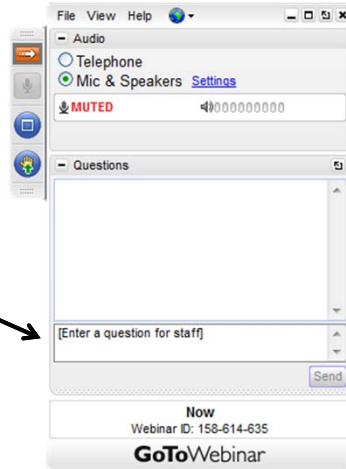 File View Help
Audio
Telephone
Mic & Speakers Settings
MUTED 000000000
Questions
[Enter a question for staff]
Send
Now
Webinar ID: 158-614-635
GoToWebinar